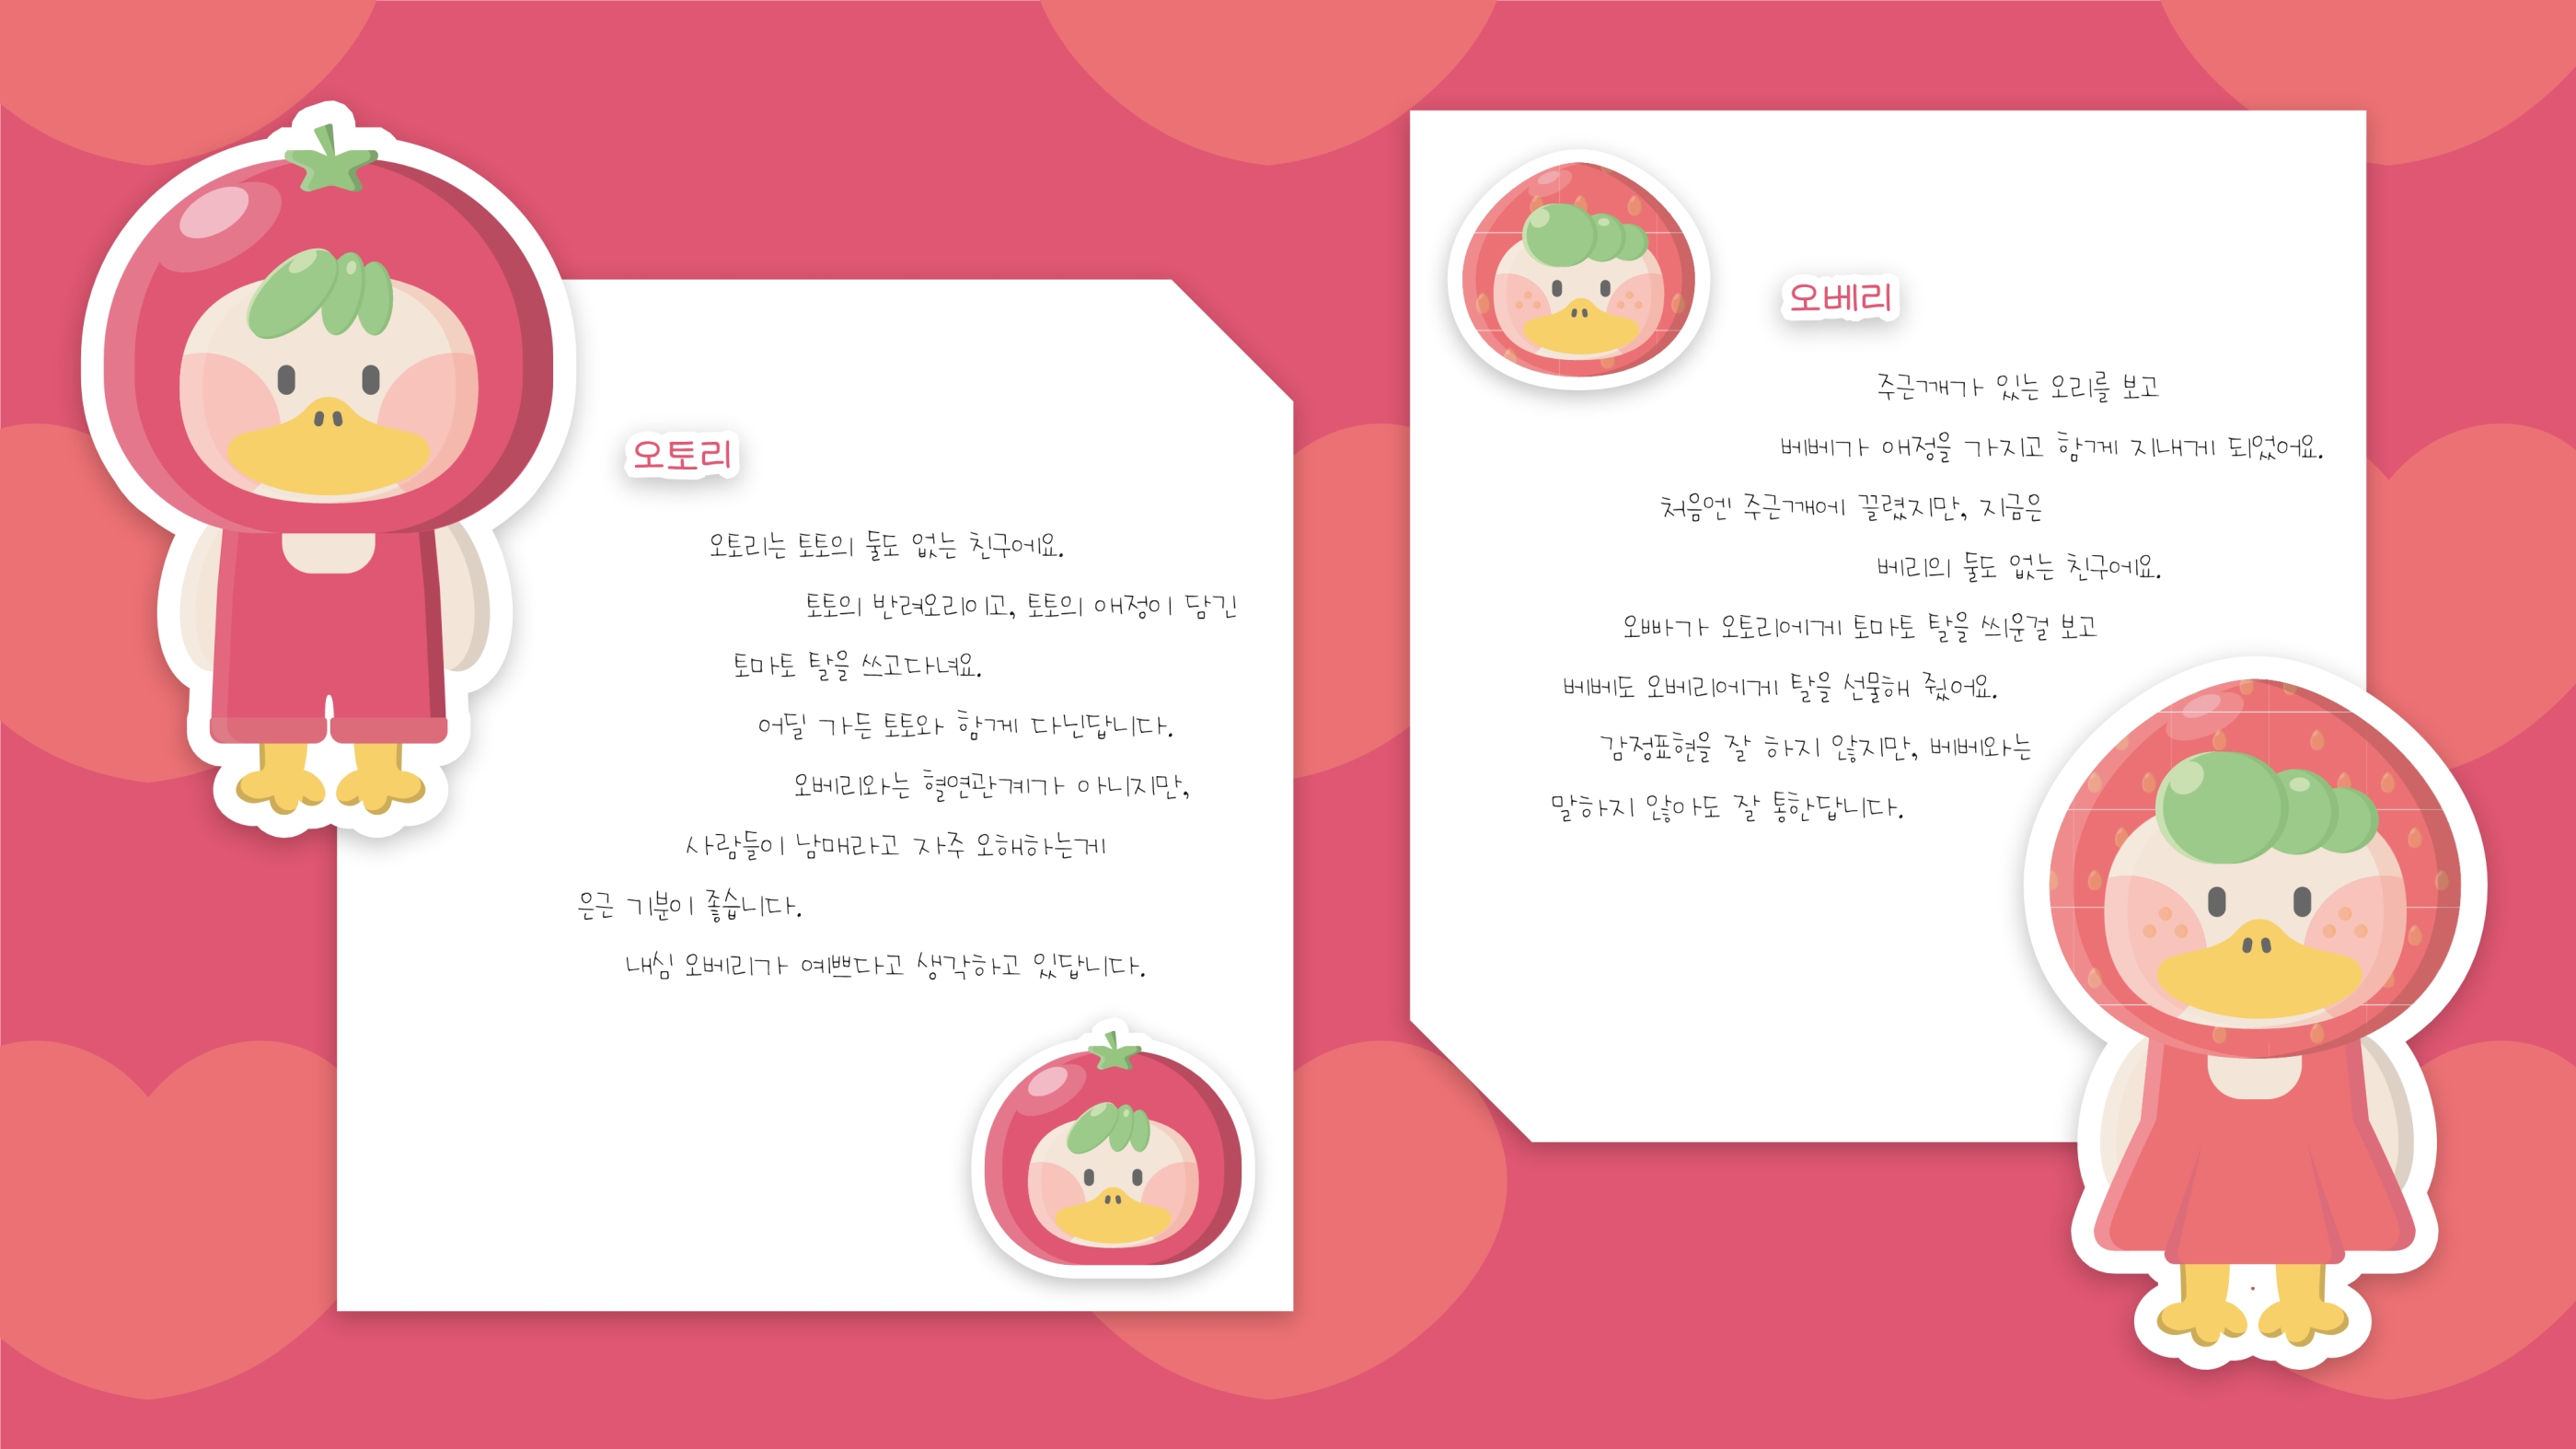 오토리
오토리는 토토의 둘도 없는 친구에요.
토토의 반려오리이고, 토토의 애정이 담긴
토마토 탈을 쓰고다녀요.
어딜 가든 토토와 함께 다닌답니다.
오베리와는 혈연관계가 아니지만,
사람들이 남매라고 자주 오해하는게
은근 기분이 좋습니다.
내심 오베리가 예쁘다고 생각하고 있답니다.
오베리
주근깨가 있는 오리를 보고
베베가 애정을 가지고 함께 지내게 되었어요.
처음엔 주근깨에 끌렸지만, 지금은
베리의 둘도 없는 친구에요.
오빠가 오토리에게 토마토 탈을 씌운걸 보고
베베도 오베리에게 탈을 선물해 줬어요.
감정표현을 잘 하지 않지만, 베베와는
말하지 않아도 잘 통한답니다.